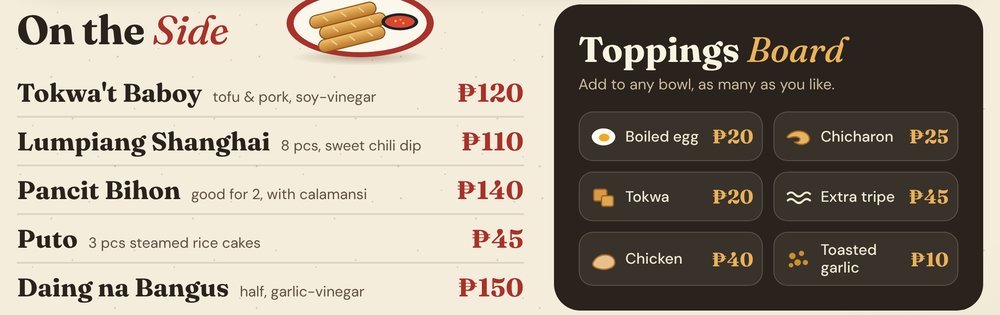 On the Side
Tokwa't Baboy tofu & pork, soy-vinegar ₱120
Lumpiang Shanghai 8 pcs, sweet chili dip ₱110
Pancit Bihon good for 2, with calamansi ₱140
Puto 3 pcs steamed rice cakes ₱45
Daing na Bangus half, garlic-vinegar ₱150
Toppings Board
Add to any bowl, as many as you like.
Boiled egg ₱20
Chicharon ₱25
Tokwa ₱20
Extra tripe ₱45
Chicken ₱40
Toasted
garlic ₱10